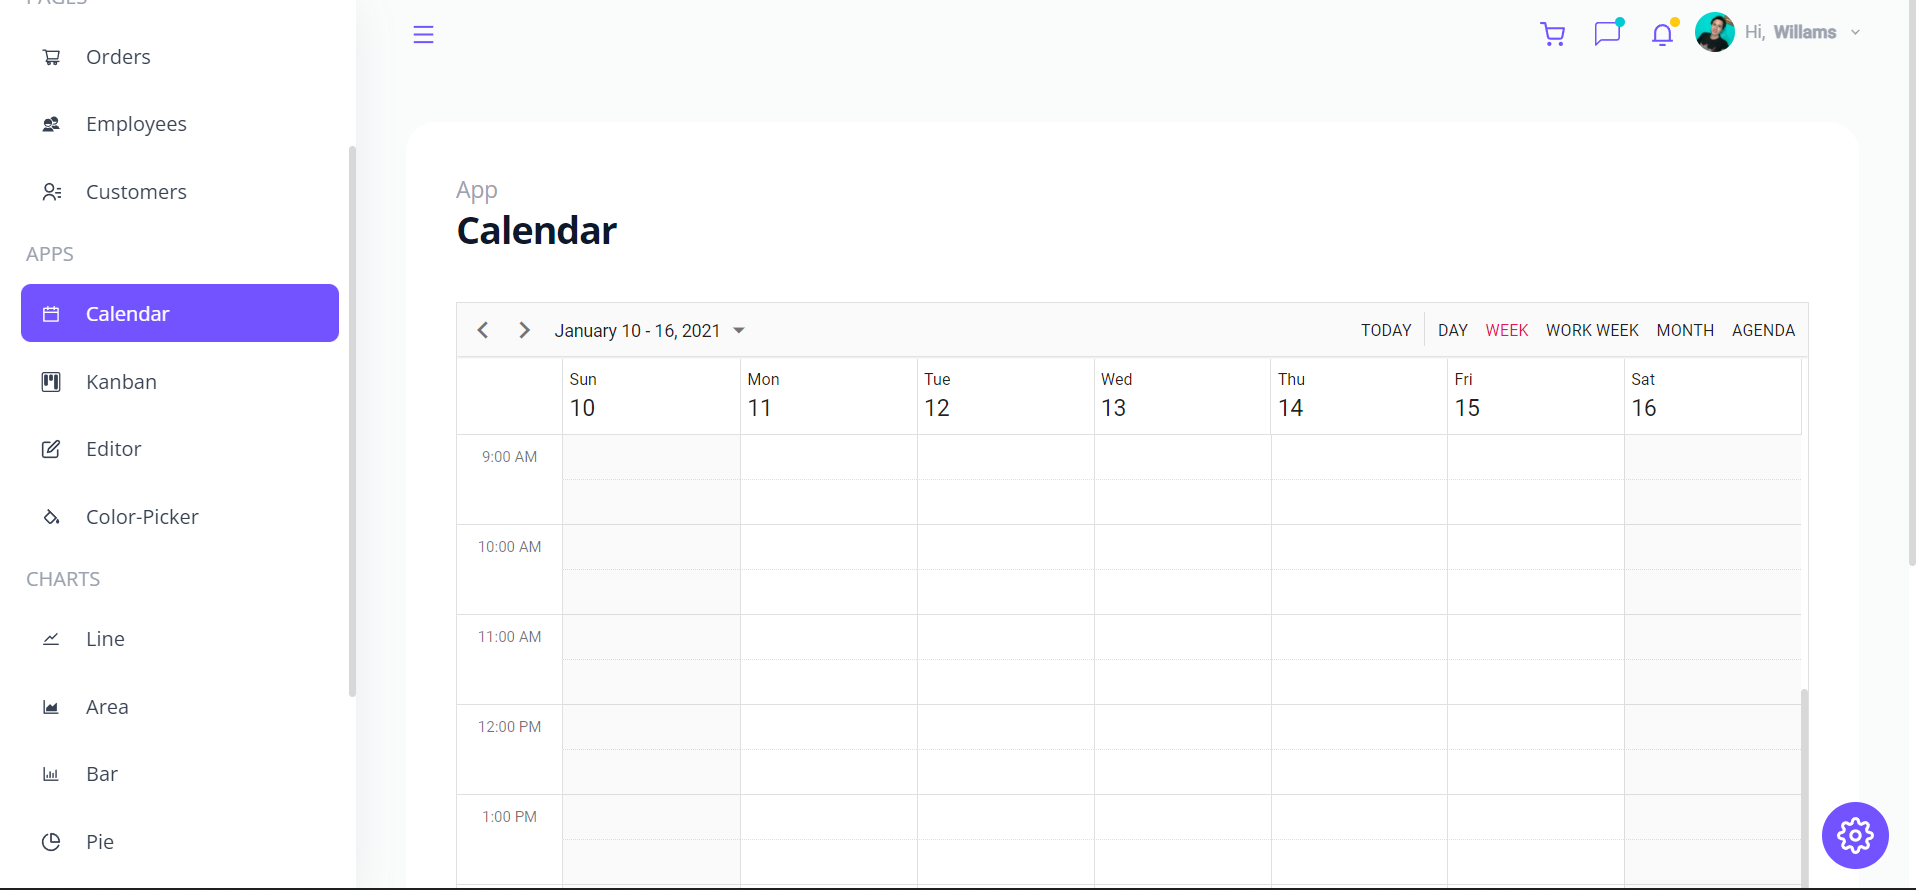 PAGES
Orders
Employees
Customers
APPS
Calendar
Kanban
Editor
Color-Picker
CHARTS
Line
Area
Bar
Pie
Hi, Willams
App
Calendar
January 10 - 16, 2021
TODAY DAY WEEK WORK WEEK MONTH AGENDA
Sun Mon Tue Wed Thu Fri Sat
10 11 12 13 14 15 16
9:00 AM
10:00 AM
11:00 AM
12:00 PM
1:00 PM